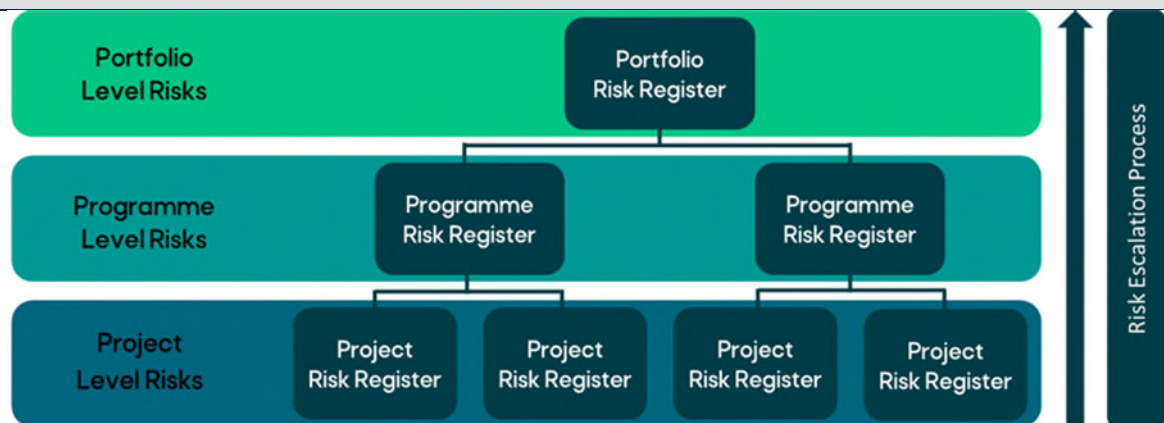 Portfolio
Level Risks
Portfolio
Risk Register
Programme
Level Risks
Programme
Risk Register
Programme
Risk Register
Project
Level Risks
Project
Risk Register
Project
Risk Register
Project
Risk Register
Project
Risk Register
Risk Escalation Process